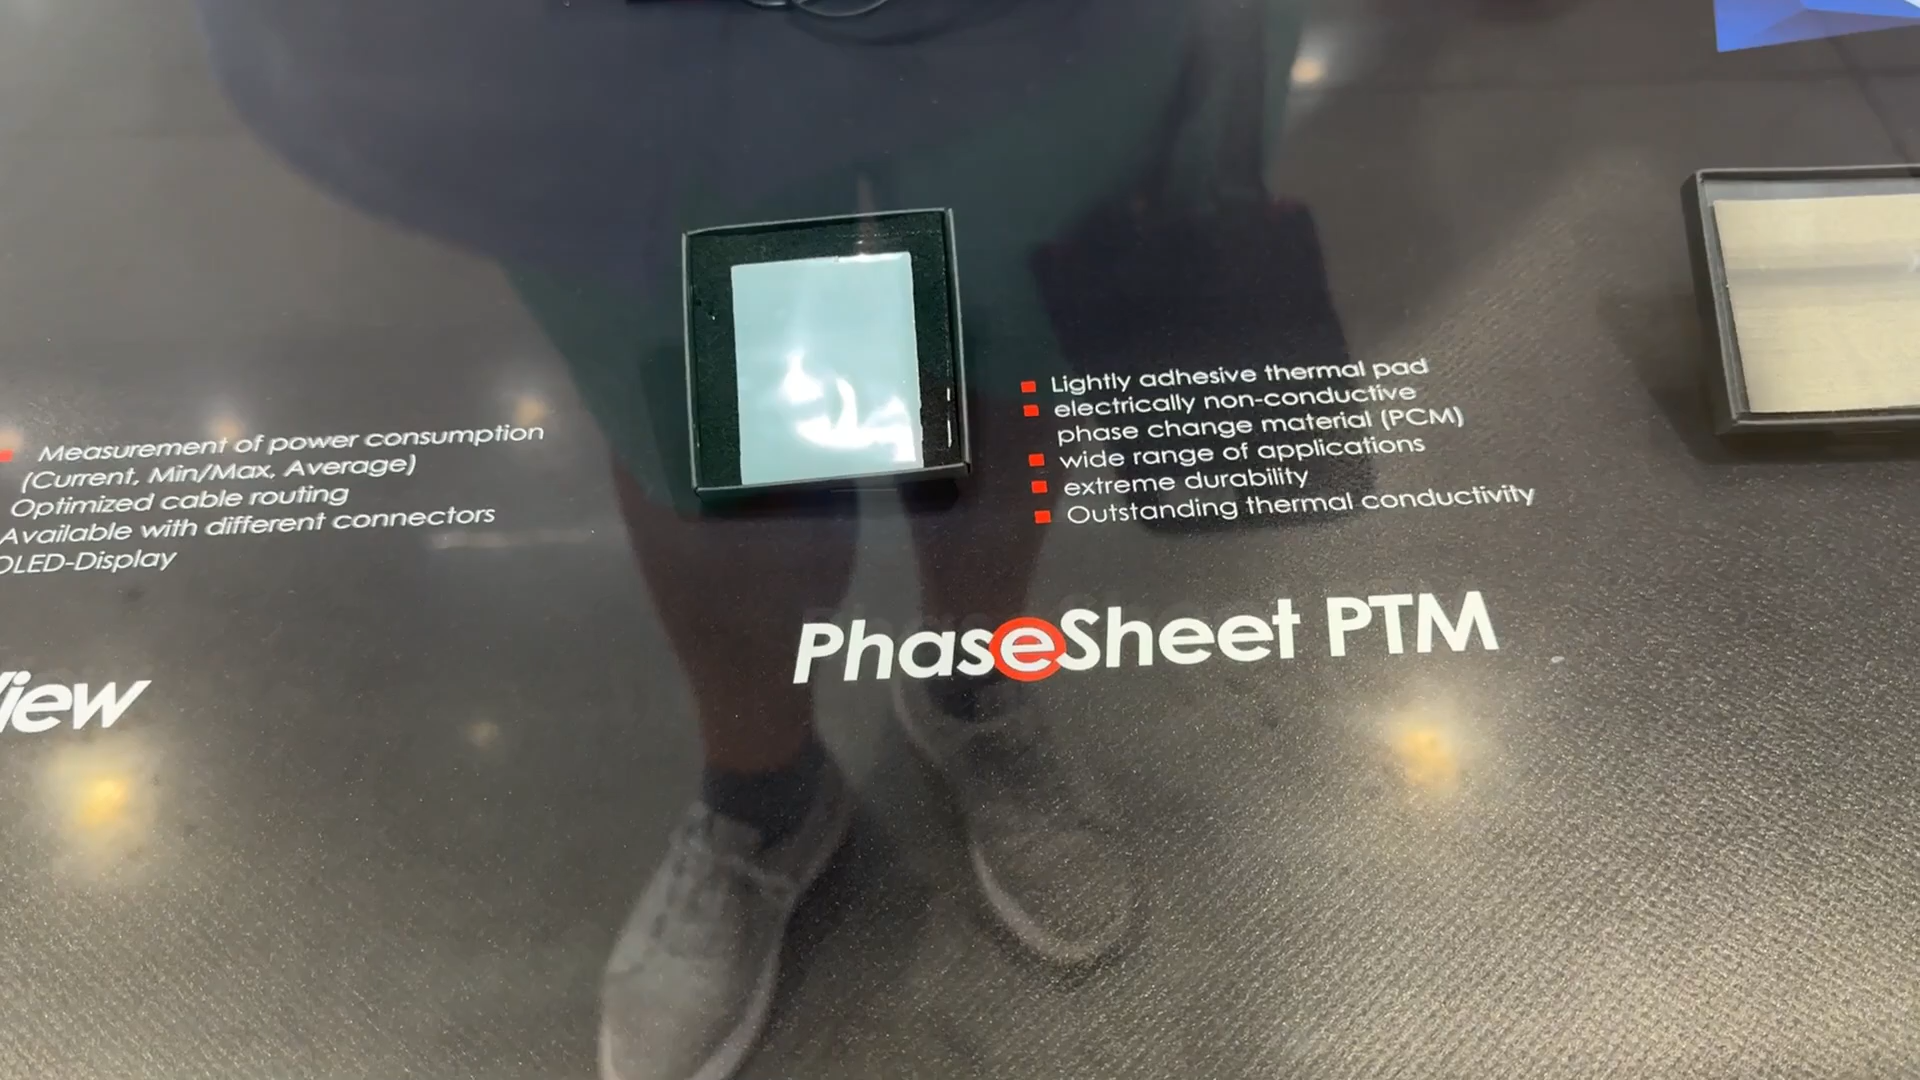 Measurement of power consumption
(Current, Min/Max, Average)
Optimized cable routing
Available with different connectors
OLED-Display
iew
Lightly adhesive thermal pad
electrically non-conductive
phase change material (PCM)
wide range of applications
extreme durability
Outstanding thermal conductivity
PhaseSheet PTM